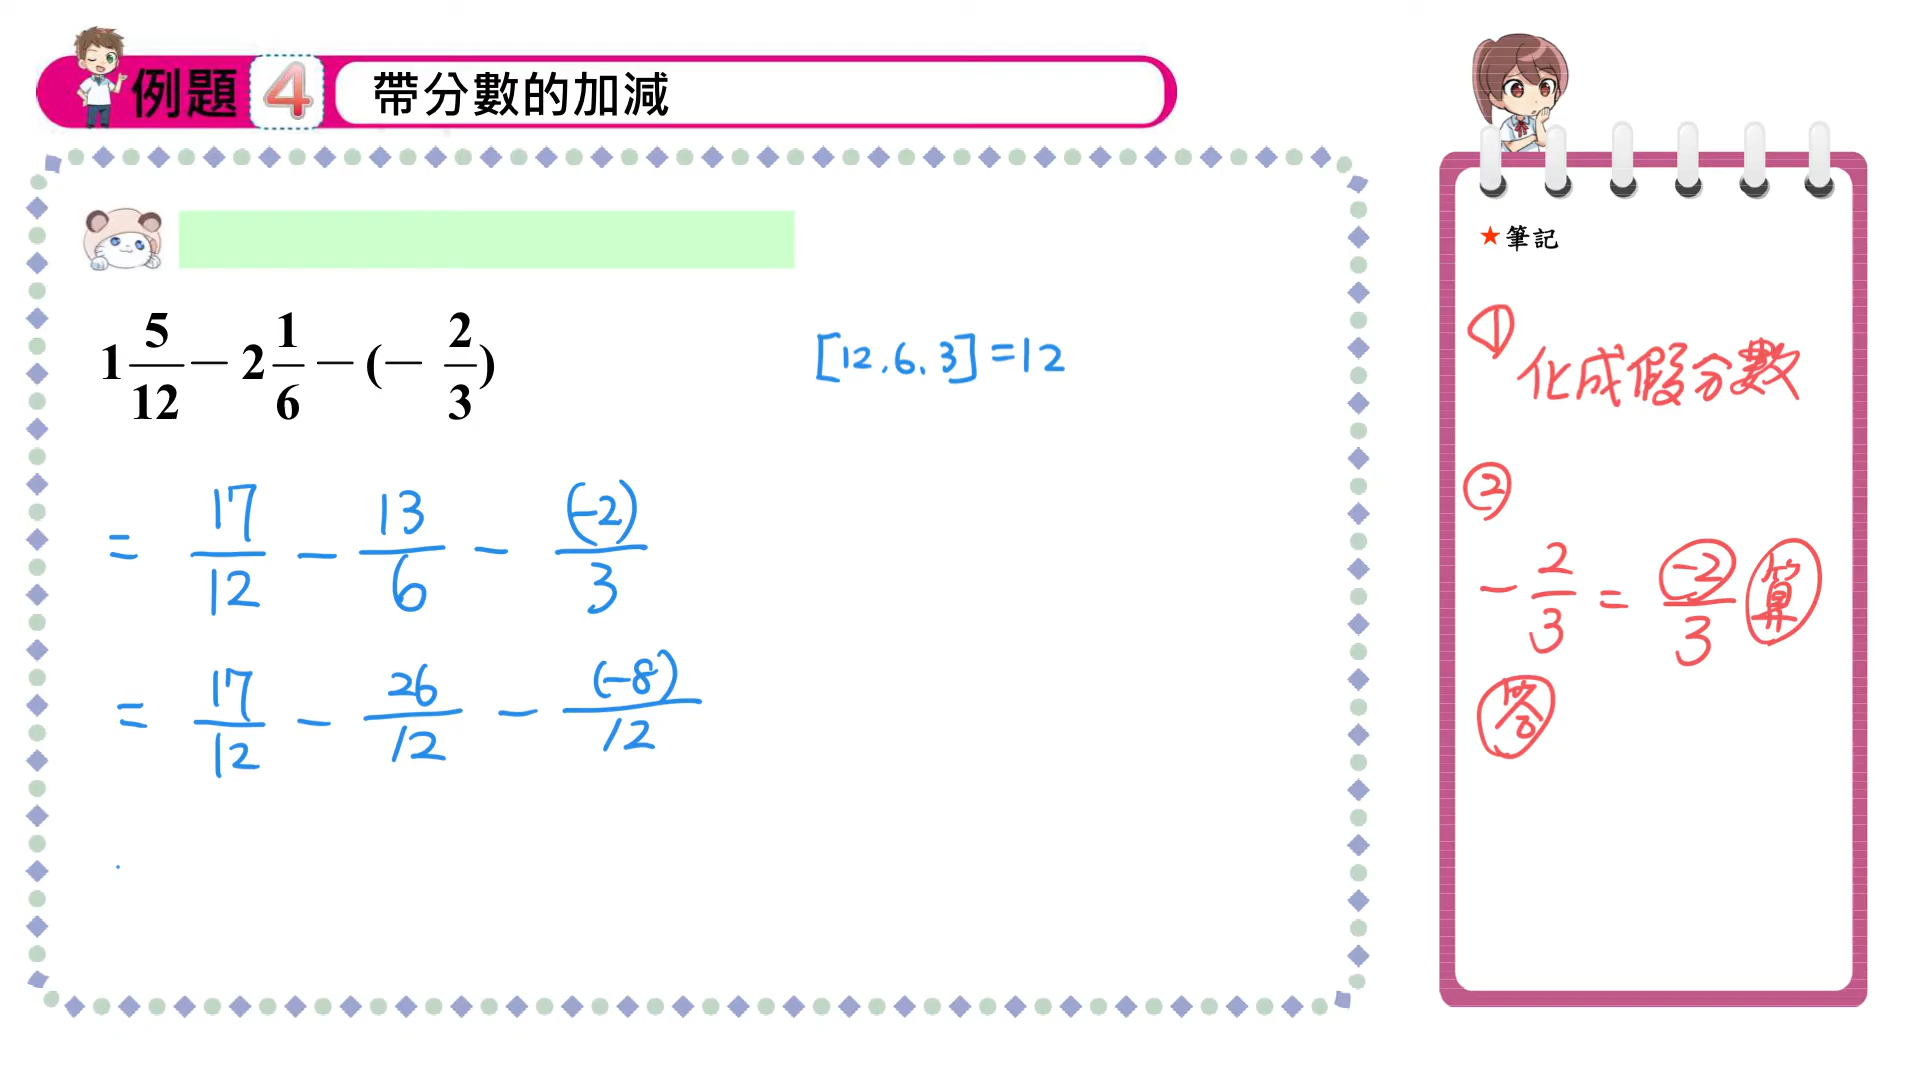 例題 4 帶分數的加減
1 5/12 － 2 1/6 － (－ 2/3)
[12, 6, 3] = 12
= 17/12 － 13/6 － (-2)/3
= 17/12 － 26/12 － (-8)/12
★筆記
① 化成假分數
②
－ 2/3 = -2/3 算
答